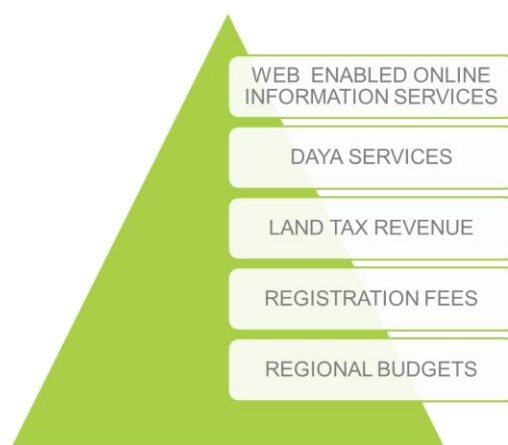 WEB ENABLED ONLINE
INFORMATION SERVICES
DAYA SERVICES
LAND TAX REVENUE
REGISTRATION FEES
REGIONAL BUDGETS